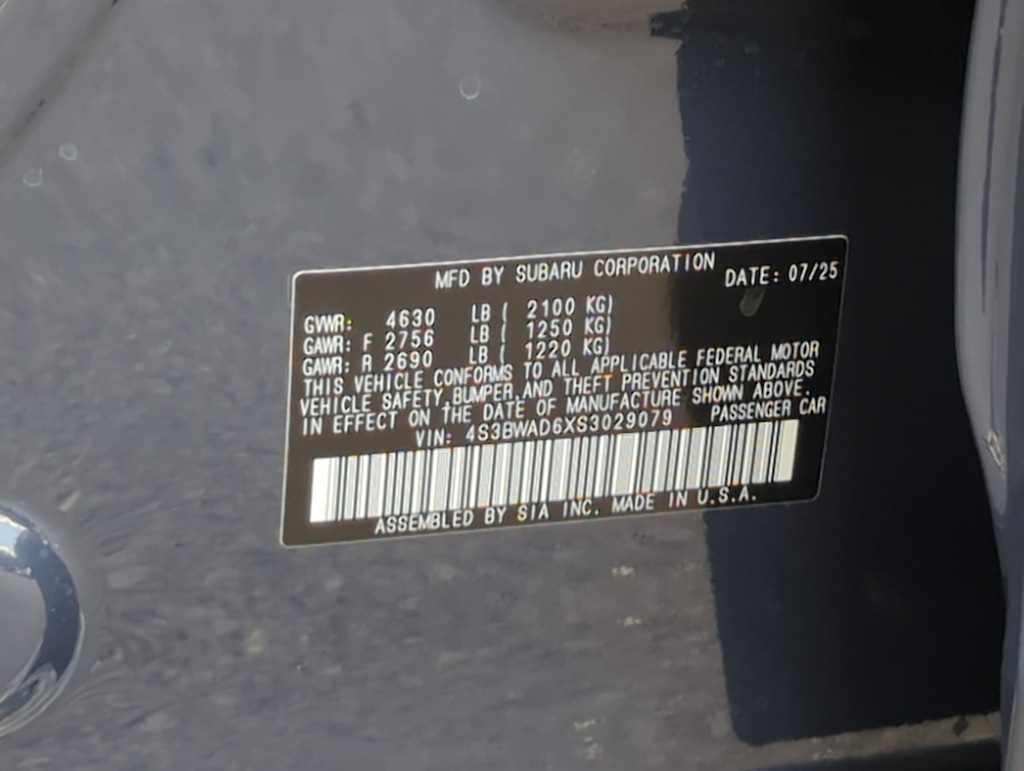 MFD BY SUBARU CORPORATION DATE: 07/25
GVWR: 4630 LB ( 2100 KG)
GAWR: F 2756 LB ( 1250 KG)
GAWR: R 2690 LB ( 1220 KG)
THIS VEHICLE CONFORMS TO ALL APPLICABLE FEDERAL MOTOR
VEHICLE SAFETY, BUMPER, AND THEFT PREVENTION STANDARDS
IN EFFECT ON THE DATE OF MANUFACTURE SHOWN ABOVE.
VIN: 4S3BWAD6XS3029079 PASSENGER CAR
ASSEMBLED BY SIA INC. MADE IN U.S.A.